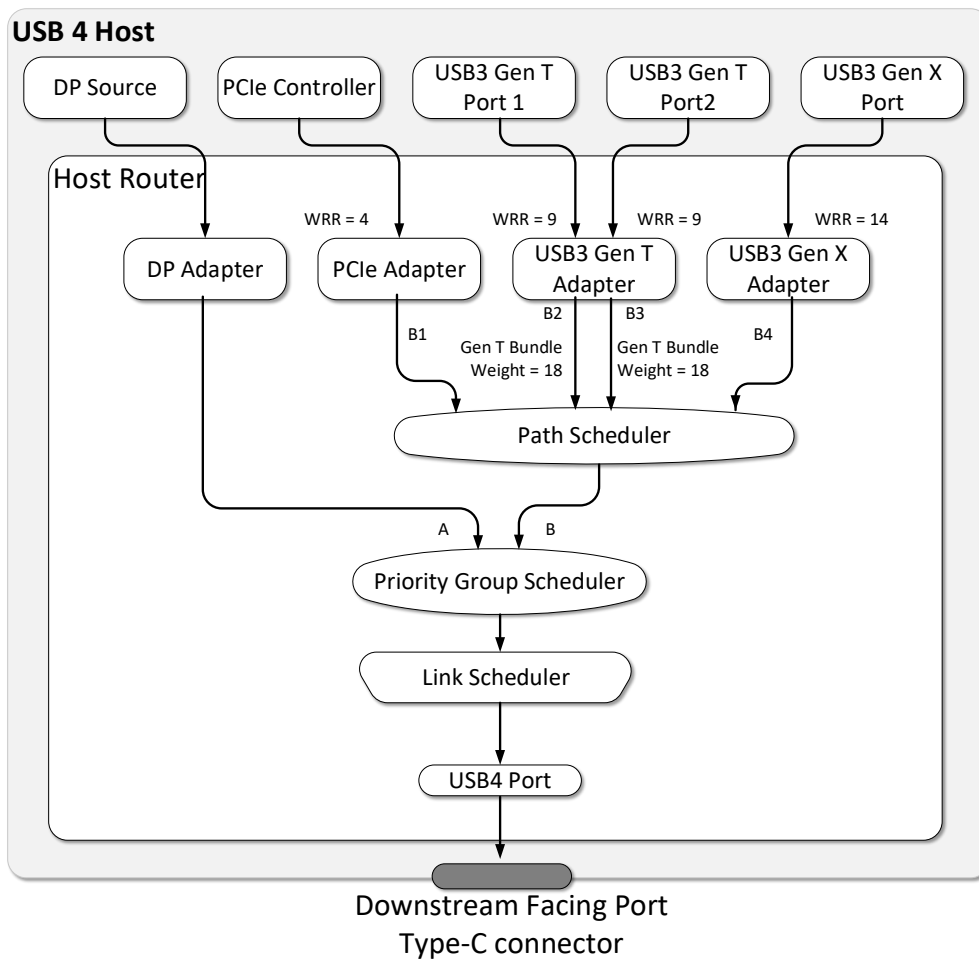 USB 4 Host
DP Source
PCIe Controller
USB3 Gen T
Port 1
USB3 Gen T
Port2
USB3 Gen X
Port
Host Router
WRR = 4
WRR = 9
WRR = 9
WRR = 14
DP Adapter
PCIe Adapter
USB3 Gen T
Adapter
USB3 Gen X
Adapter
B1
B2
B3
B4
Gen T Bundle
Weight = 18
Gen T Bundle
Weight = 18
Path Scheduler
A
B
Priority Group Scheduler
Link Scheduler
USB4 Port
Downstream Facing Port
Type-C connector